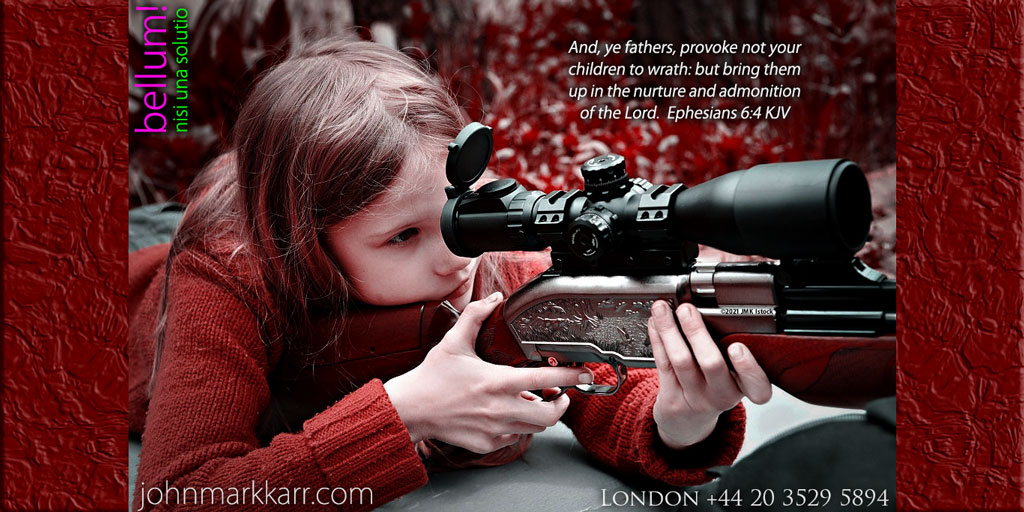 bellum!
nisi una solutio
And, ye fathers, provoke not your
children to wrath: but bring them
up in the nurture and admonition
of the Lord.  Ephesians 6:4 KJV
©2021 JMK Istock
johnmarkkarr.com
London +44 20 3529 5894